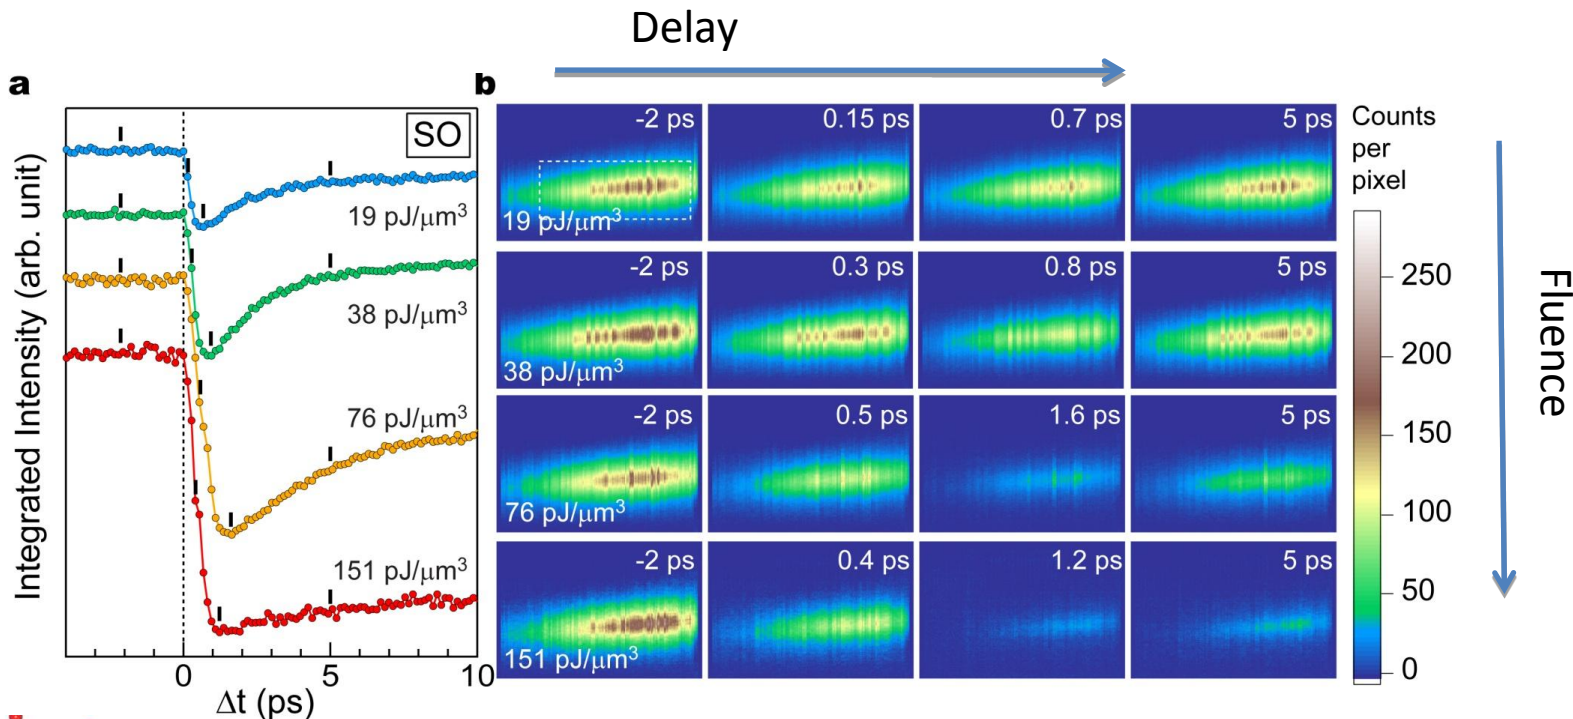 Delay
a
b
SO
Integrated Intensity (arb. unit)
19 pJ/μm³
38 pJ/μm³
76 pJ/μm³
151 pJ/μm³
0
5
10
Δt (ps)
-2 ps
0.15 ps
0.7 ps
5 ps
19 pJ/μm³
-2 ps
0.3 ps
0.8 ps
5 ps
38 pJ/μm³
-2 ps
0.5 ps
1.6 ps
5 ps
76 pJ/μm³
-2 ps
0.4 ps
1.2 ps
5 ps
151 pJ/μm³
Counts
per
pixel
250
200
150
100
50
0
Fluence